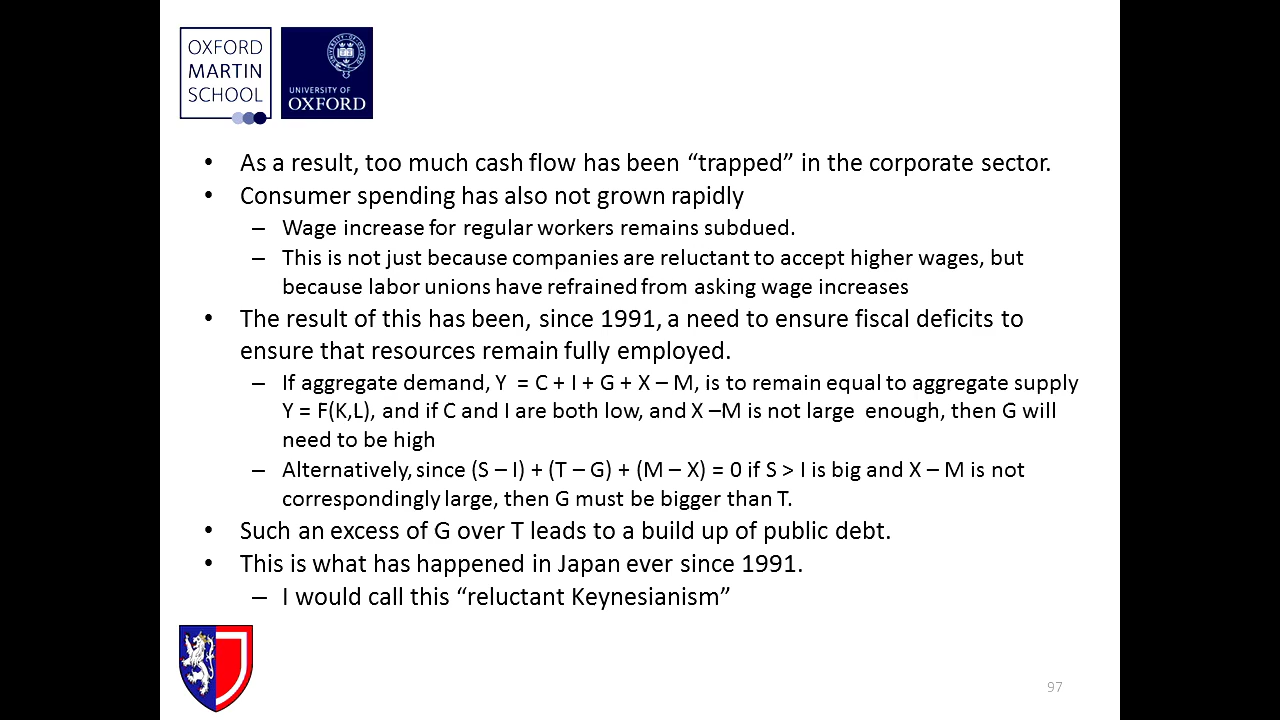 OXFORD
MARTIN
SCHOOL
UNIVERSITY OF
OXFORD
• As a result, too much cash flow has been “trapped” in the corporate sector.
• Consumer spending has also not grown rapidly
– Wage increase for regular workers remains subdued.
– This is not just because companies are reluctant to accept higher wages, but
because labor unions have refrained from asking wage increases
• The result of this has been, since 1991, a need to ensure fiscal deficits to
ensure that resources remain fully employed.
– If aggregate demand, Y = C + I + G + X – M, is to remain equal to aggregate supply
Y = F(K,L), and if C and I are both low, and X –M is not large enough, then G will
need to be high
– Alternatively, since (S – I) + (T – G) + (M – X) = 0 if S > I is big and X – M is not
correspondingly large, then G must be bigger than T.
• Such an excess of G over T leads to a build up of public debt.
• This is what has happened in Japan ever since 1991.
– I would call this “reluctant Keynesianism”
97